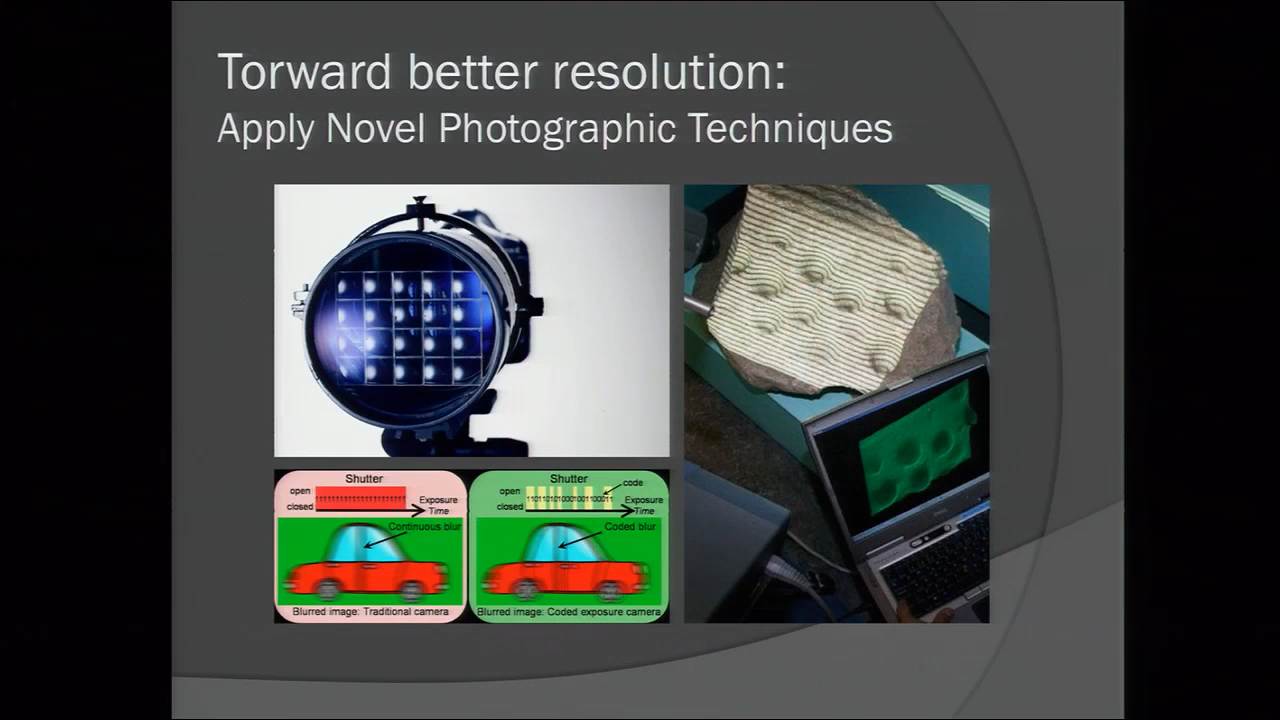 Torward better resolution:
Apply Novel Photographic Techniques
Shutter
open
closed
Exposure
Time
Continuous blur
Blurred image: Traditional camera
Shutter
code
open
closed
Exposure
Time
Coded blur
Blurred image: Coded exposure camera